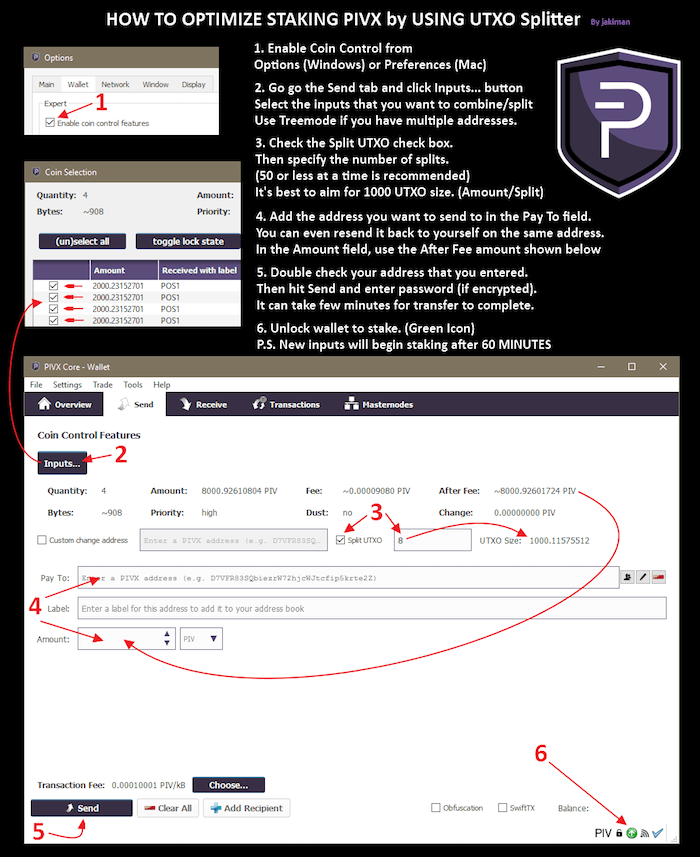 HOW TO OPTIMIZE STAKING PIVX by USING UTXO Splitter By jakiman
Options
Main Wallet Network Window Display
Expert
1
Enable coin control features
1. Enable Coin Control from
Options (Windows) or Preferences (Mac)
2. Go go the Send tab and click Inputs... button
Select the inputs that you want to combine/split
Use Treemode if you have multiple addresses.
3. Check the Split UTXO check box.
Then specify the number of splits.
(50 or less at a time is recommended)
It's best to aim for 1000 UTXO size. (Amount/Split)
4. Add the address you want to send to in the Pay To field.
You can even resend it back to yourself on the same address.
In the Amount field, use the After Fee amount shown below
5. Double check your address that you entered.
Then hit Send and enter password (if encrypted).
It can take few minutes for transfer to complete.
6. Unlock wallet to stake. (Green Icon)
P.S. New inputs will begin staking after 60 MINUTES
Coin Selection
Quantity: 4 Amount:
Bytes: ~908 Priority:
(un)select all toggle lock state
Amount Received with label
2000.23152701 POS1
2000.23152701 POS1
2000.23152701 POS1
2000.23152701 POS1
PIVX Core - Wallet
File Settings Trade Tools Help
Overview Send Receive Transactions Masternodes
Coin Control Features
Inputs... 2
Quantity: 4 Amount: 8000.92610804 PIV Fee: ~0.00009080 PIV After Fee: ~8000.92601724 PIV
Bytes: ~908 Priority: high Dust: no Change: 0.00000000 PIV
3
Custom change address Enter a PIVX address (e.g. D7VFR83SQ... Split UTXO 8 UTXO Size: 1000.11575512
Pay To: Enter a PIVX address (e.g. D7VFR83SQbiezrW72hjcWJtcfip5krte2Z)
4
Label: Enter a label for this address to add it to your address book
Amount: PIV
Transaction Fee: 0.00010001 PIV/kB Choose...
6
Send Clear All Add Recipient Obfuscation SwiftTX Balance:
5
PIV